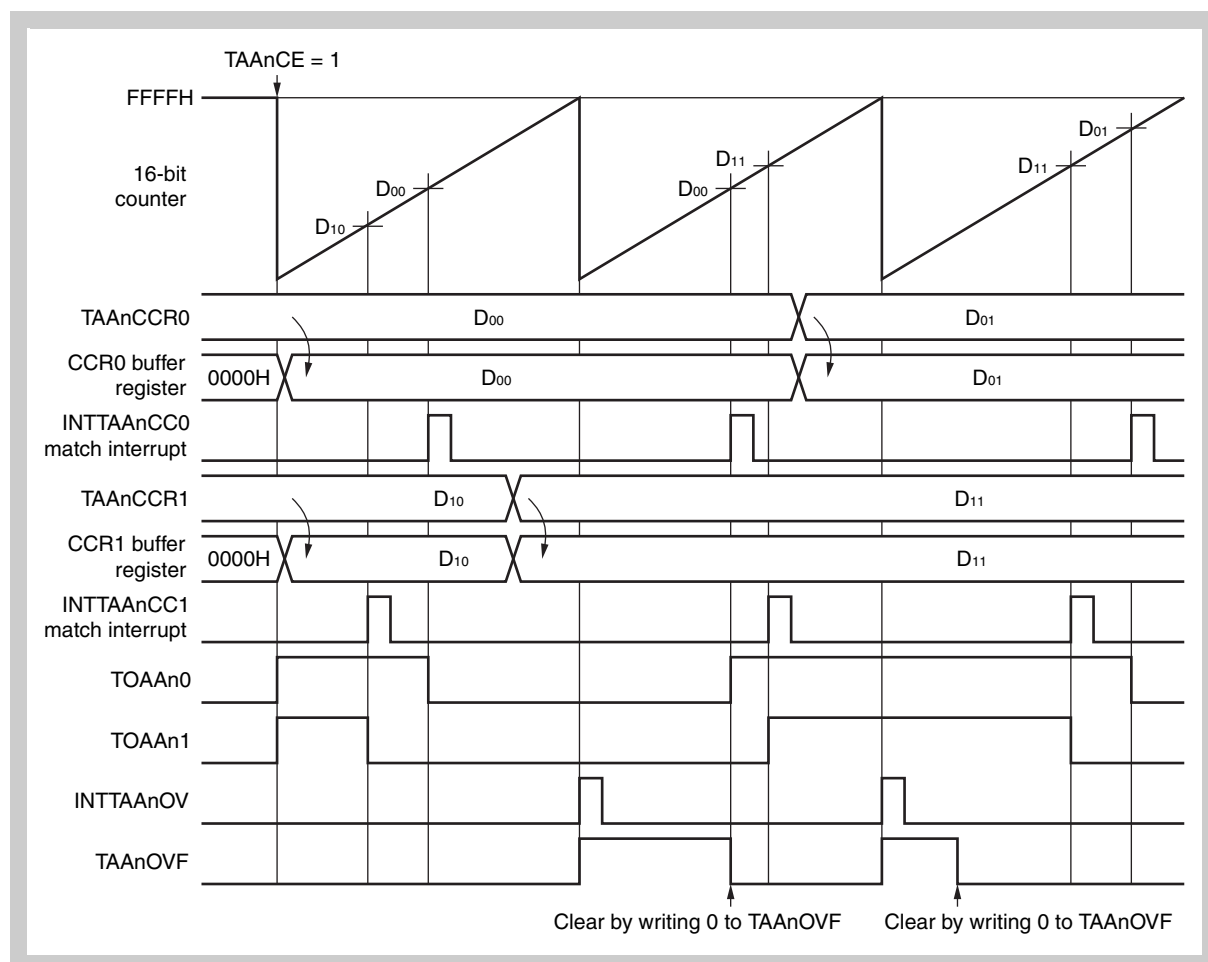 TAAnCE = 1
FFFFH
16-bit
counter
D10
D00
D00
D11
D11
D01
TAAnCCR0
D00
D01
CCR0 buffer
register
0000H
D00
D01
INTTAAnCC0
match interrupt
TAAnCCR1
D10
D11
CCR1 buffer
register
0000H
D10
D11
INTTAAnCC1
match interrupt
TOAAn0
TOAAn1
INTTAAnOV
TAAnOVF
Clear by writing 0 to TAAnOVF
Clear by writing 0 to TAAnOVF